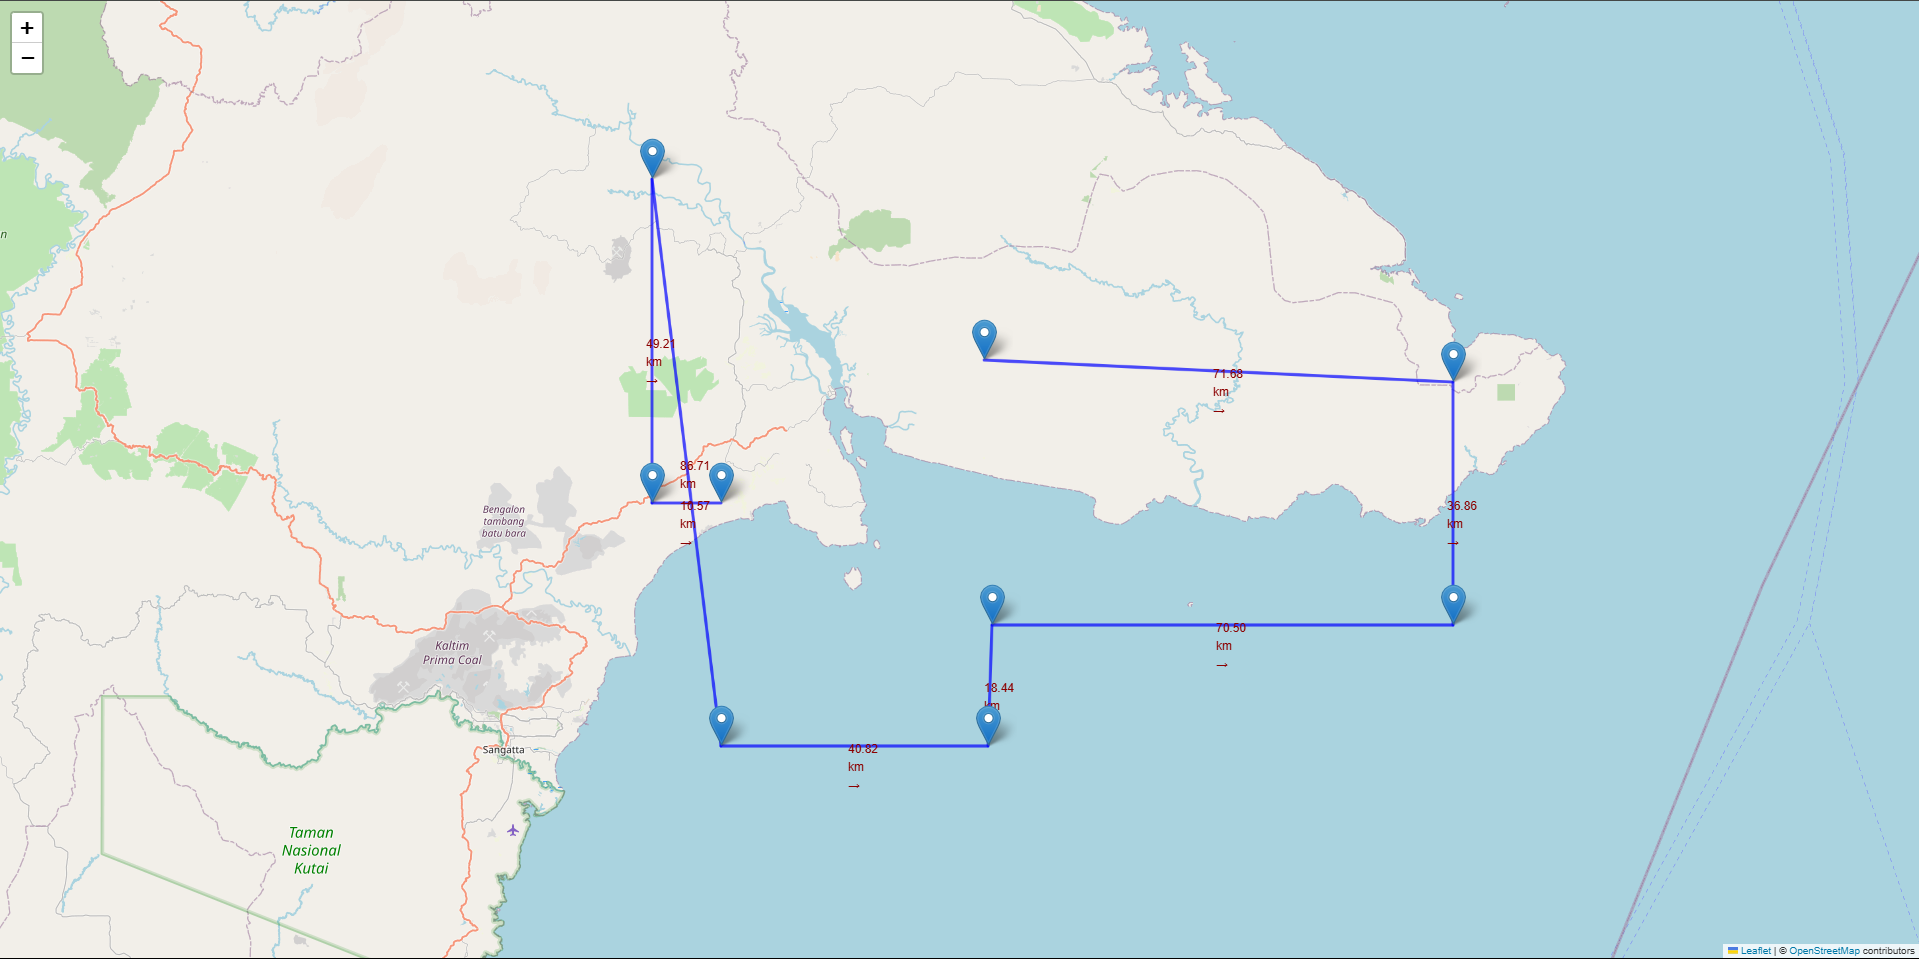 +
−
n
49.21
km
→
71.68
km
→
86.71
km
10.57
km
→
36.86
km
→
Bengalon
tambang
batu bara
70.50
km
→
Kaltim
Prima Coal
18.44
km
40.82
km
→
Sangatta
Taman
Nasional
Kutai
Leaflet | © OpenStreetMap contributors